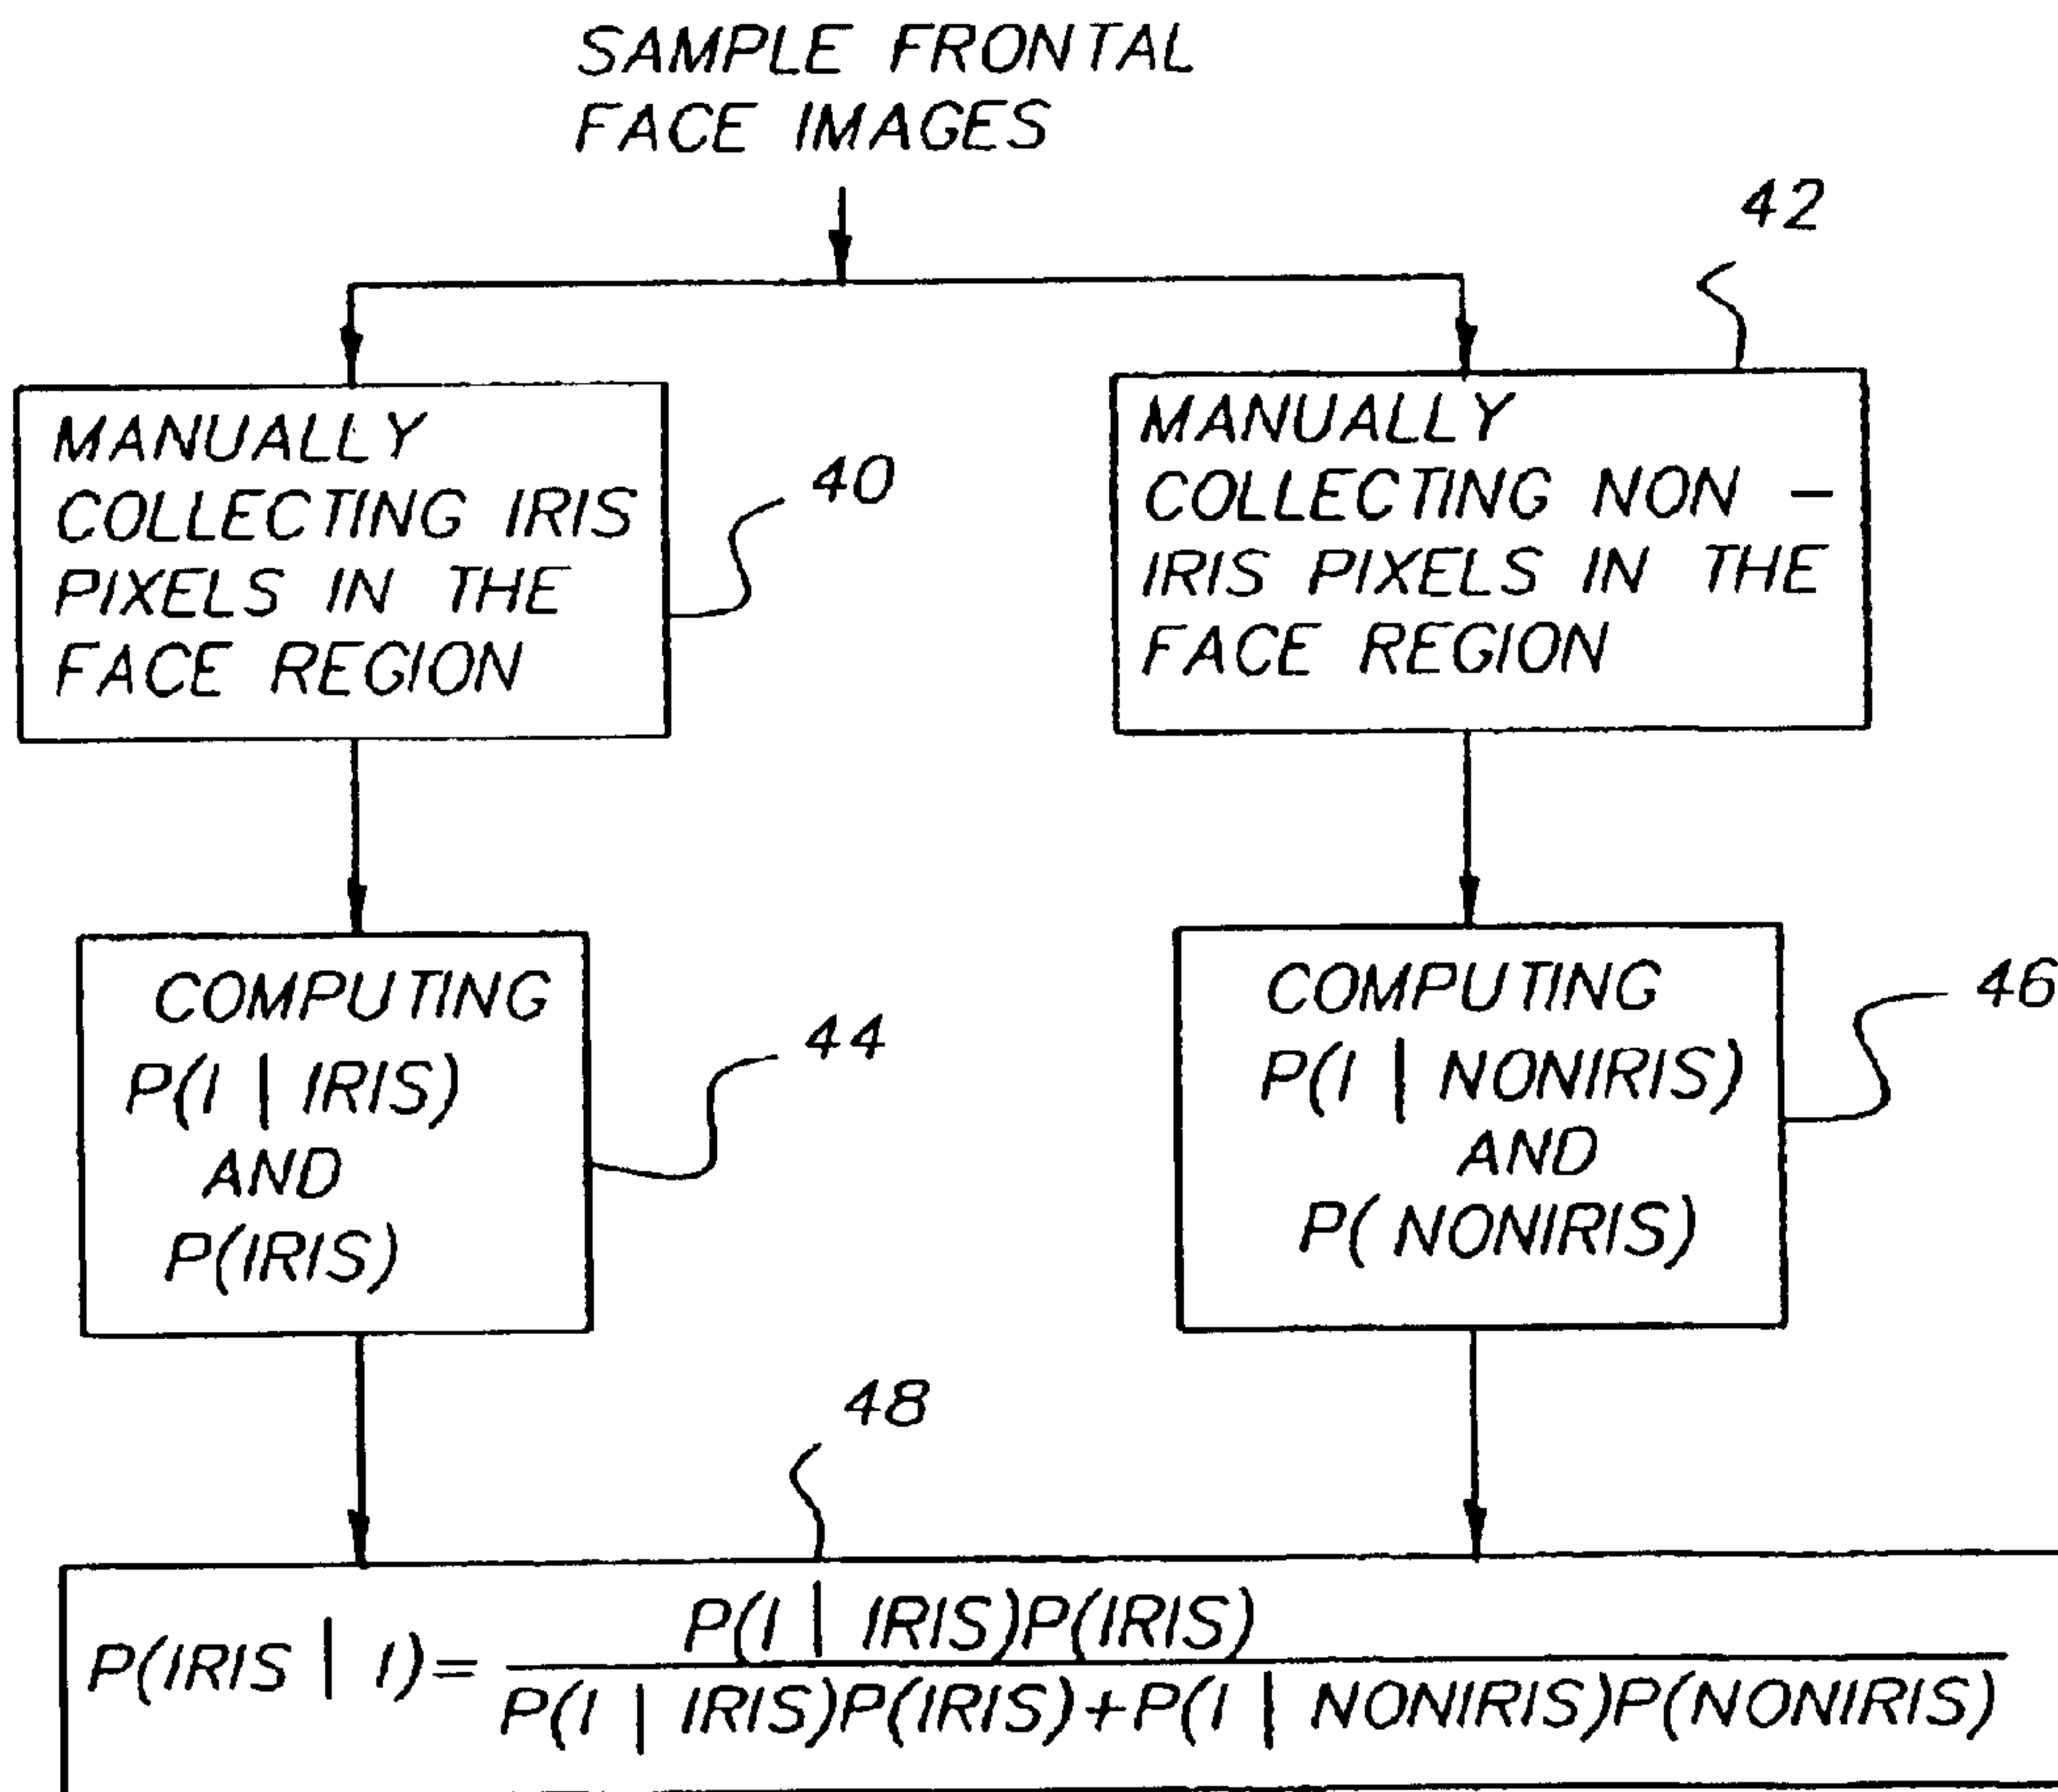 SAMPLE FRONTAL
FACE IMAGES
42
MANUALLY
COLLECTING IRIS
PIXELS IN THE
FACE REGION
40
MANUALLY
COLLECTING NON –
IRIS PIXELS IN THE
FACE REGION
COMPUTING
P(I | IRIS)
AND
P(IRIS)
44
COMPUTING
P(I | NONIRIS)
AND
P( NONIRIS)
46
48
P(I | IRIS)P(IRIS)
P(IRIS | I)=
P(I | IRIS)P(IRIS)+P(I | NONIRIS)P(NONIRIS)